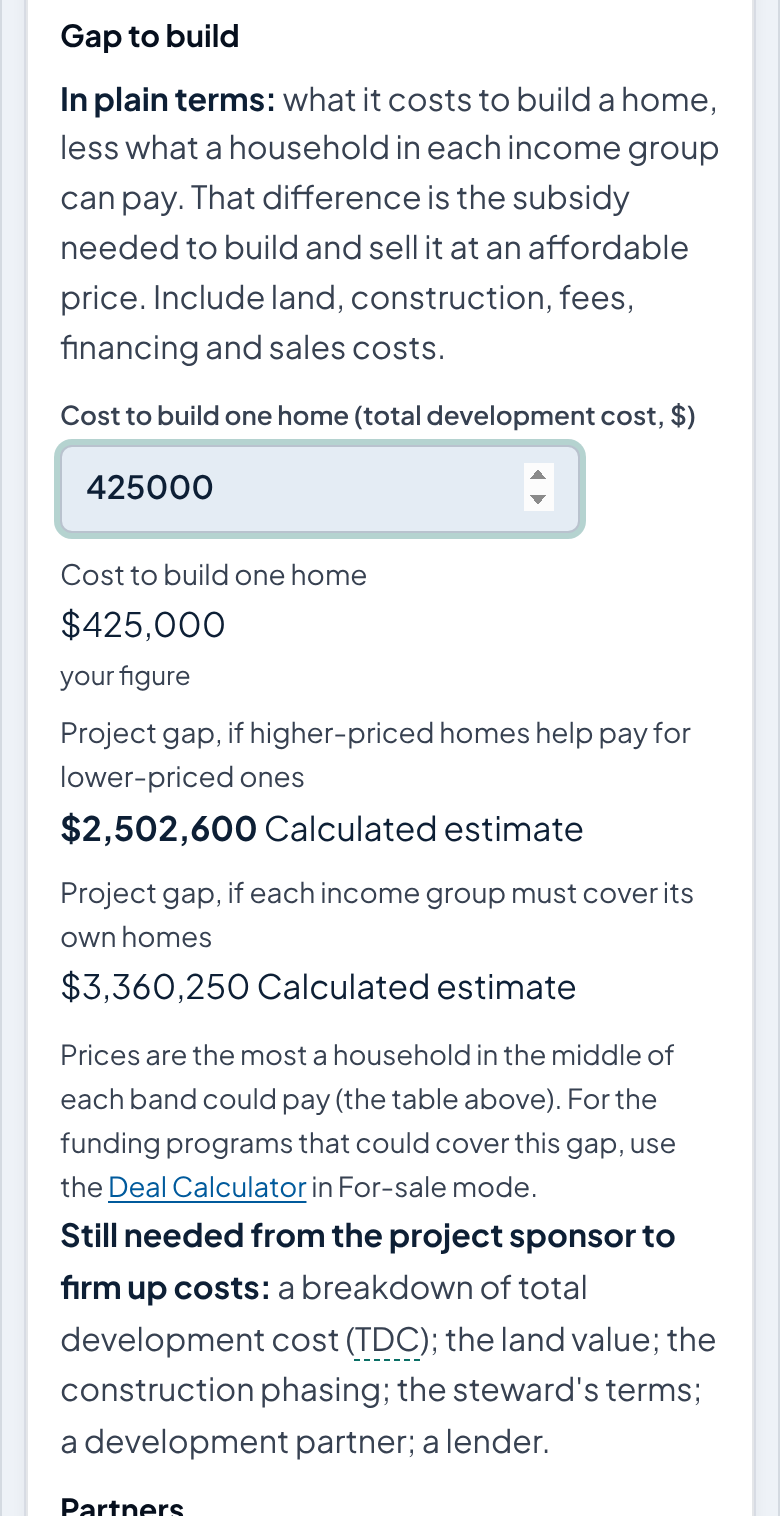 Gap to build
In plain terms: what it costs to build a home,
less what a household in each income group
can pay. That difference is the subsidy
needed to build and sell it at an affordable
price. Include land, construction, fees,
financing and sales costs.
Cost to build one home (total development cost, $)
425000
Cost to build one home
$425,000
your figure
Project gap, if higher-priced homes help pay for
lower-priced ones
$2,502,600 Calculated estimate
Project gap, if each income group must cover its
own homes
$3,360,250 Calculated estimate
Prices are the most a household in the middle of
each band could pay (the table above). For the
funding programs that could cover this gap, use
the Deal Calculator in For-sale mode.
Still needed from the project sponsor to
firm up costs: a breakdown of total
development cost (TDC); the land value; the
construction phasing; the steward's terms;
a development partner; a lender.
Partners